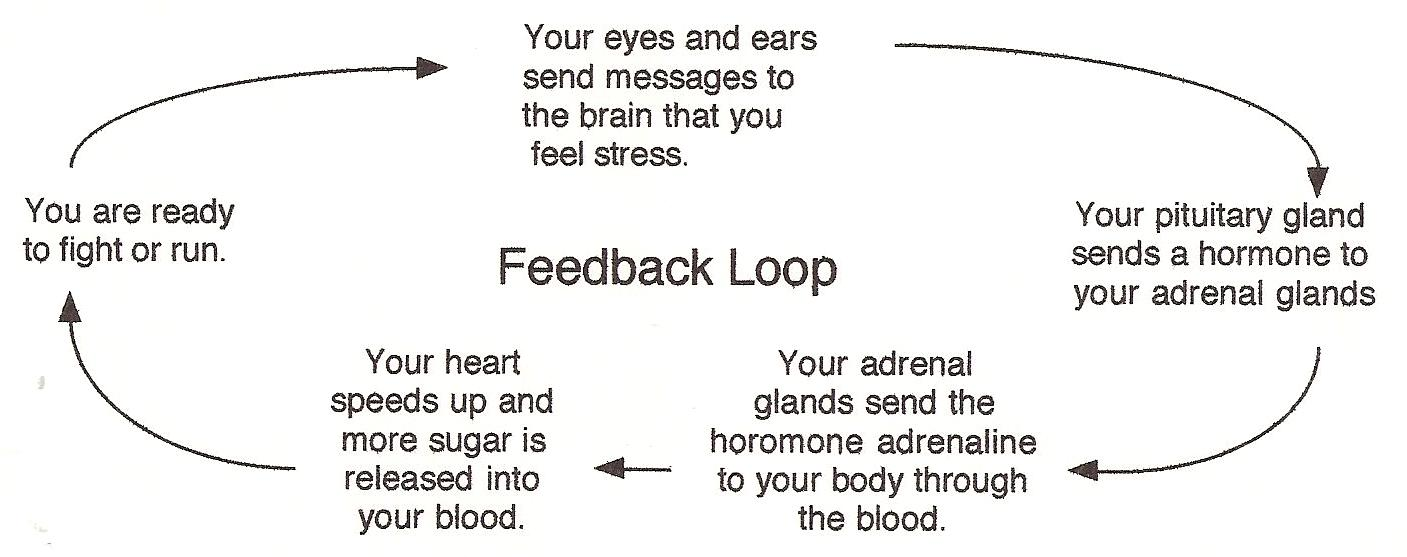 Your eyes and ears
send messages to
the brain that you
feel stress.
Your pituitary gland
sends a hormone to
your adrenal glands
Your adrenal
glands send the
horomone adrenaline
to your body through
the blood.
Your heart
speeds up and
more sugar is
released into
your blood.
You are ready
to fight or run.
Feedback Loop